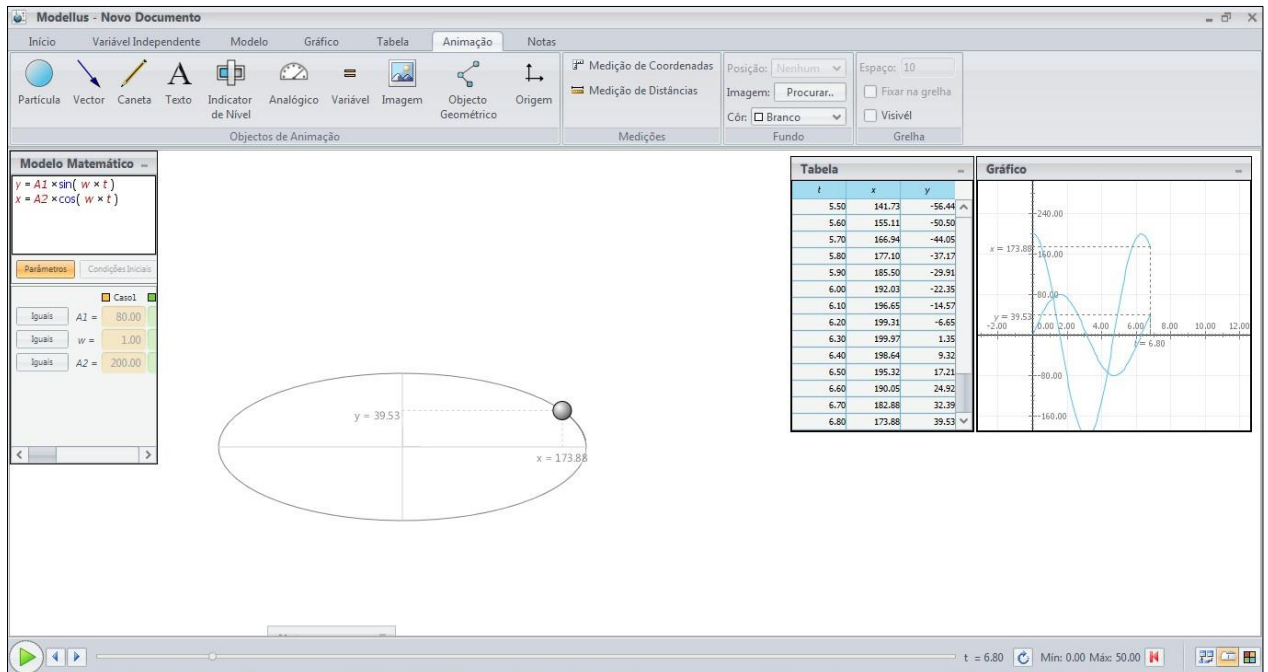 Modellus - Novo Documento
Início Variável Independente Modelo Gráfico Tabela Animação Notas
Partícula Vector Caneta Texto Indicator de Nível Analógico Variável Imagem Objecto Geométrico Origem
Objectos de Animação
Medição de Coordenadas
Medição de Distâncias
Medições
Posição: Nenhum
Imagem: Procurar..
Côr: Branco
Fundo
Espaço: 10
Fixar na grelha
Visivél
Grelha
Modelo Matemático
y = A1 ×sin( w × t )
x = A2 ×cos( w × t )
Parâmetros Condições Iniciais
Caso1
Iguais A1 = 80.00
Iguais w = 1.00
Iguais A2 = 200.00
y = 39.53
x = 173.88
Tabela
t x y
5.50 141.73 -56.44
5.60 155.11 -50.50
5.70 166.94 -44.05
5.80 177.10 -37.17
5.90 185.50 -29.91
6.00 192.03 -22.35
6.10 196.65 -14.57
6.20 199.31 -6.65
6.30 199.97 1.35
6.40 198.64 9.32
6.50 195.32 17.21
6.60 190.05 24.92
6.70 182.88 32.39
6.80 173.88 39.53
Gráfico
240.00
x = 173.88
160.00
80.00
y = 39.53
-2.00 0.00 2.00 4.00 6.00 8.00 10.00 12.00
t = 6.80
-80.00
-160.00
t = 6.80 Mín: 0.00 Máx: 50.00